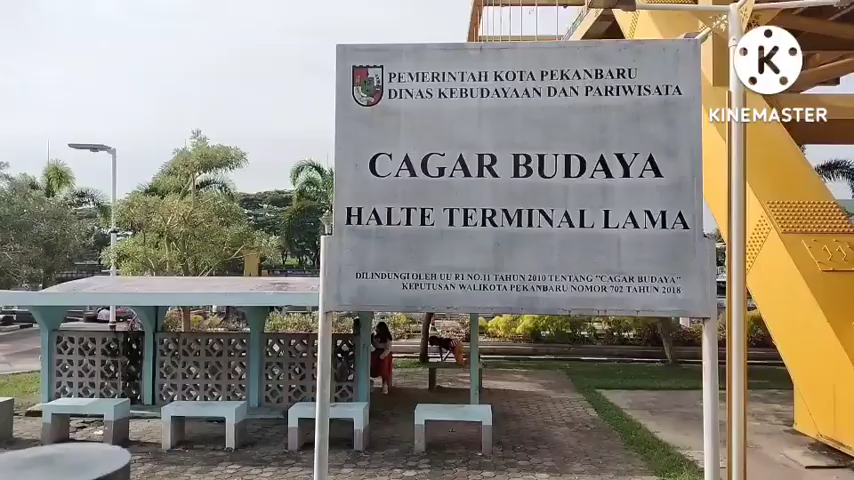 PEMERINTAH KOTA PEKANBARU
DINAS KEBUDAYAAN DAN PARIWISATA
CAGAR BUDAYA
HALTE TERMINAL LAMA
DILINDUNGI OLEH UU R1 NO.11 TAHUN 2010 TENTANG "CAGAR BUDAYA"
KEPUTUSAN WALIKOTA PEKANBARU NOMOR 702 TAHUN 2018
K
KINEMASTER